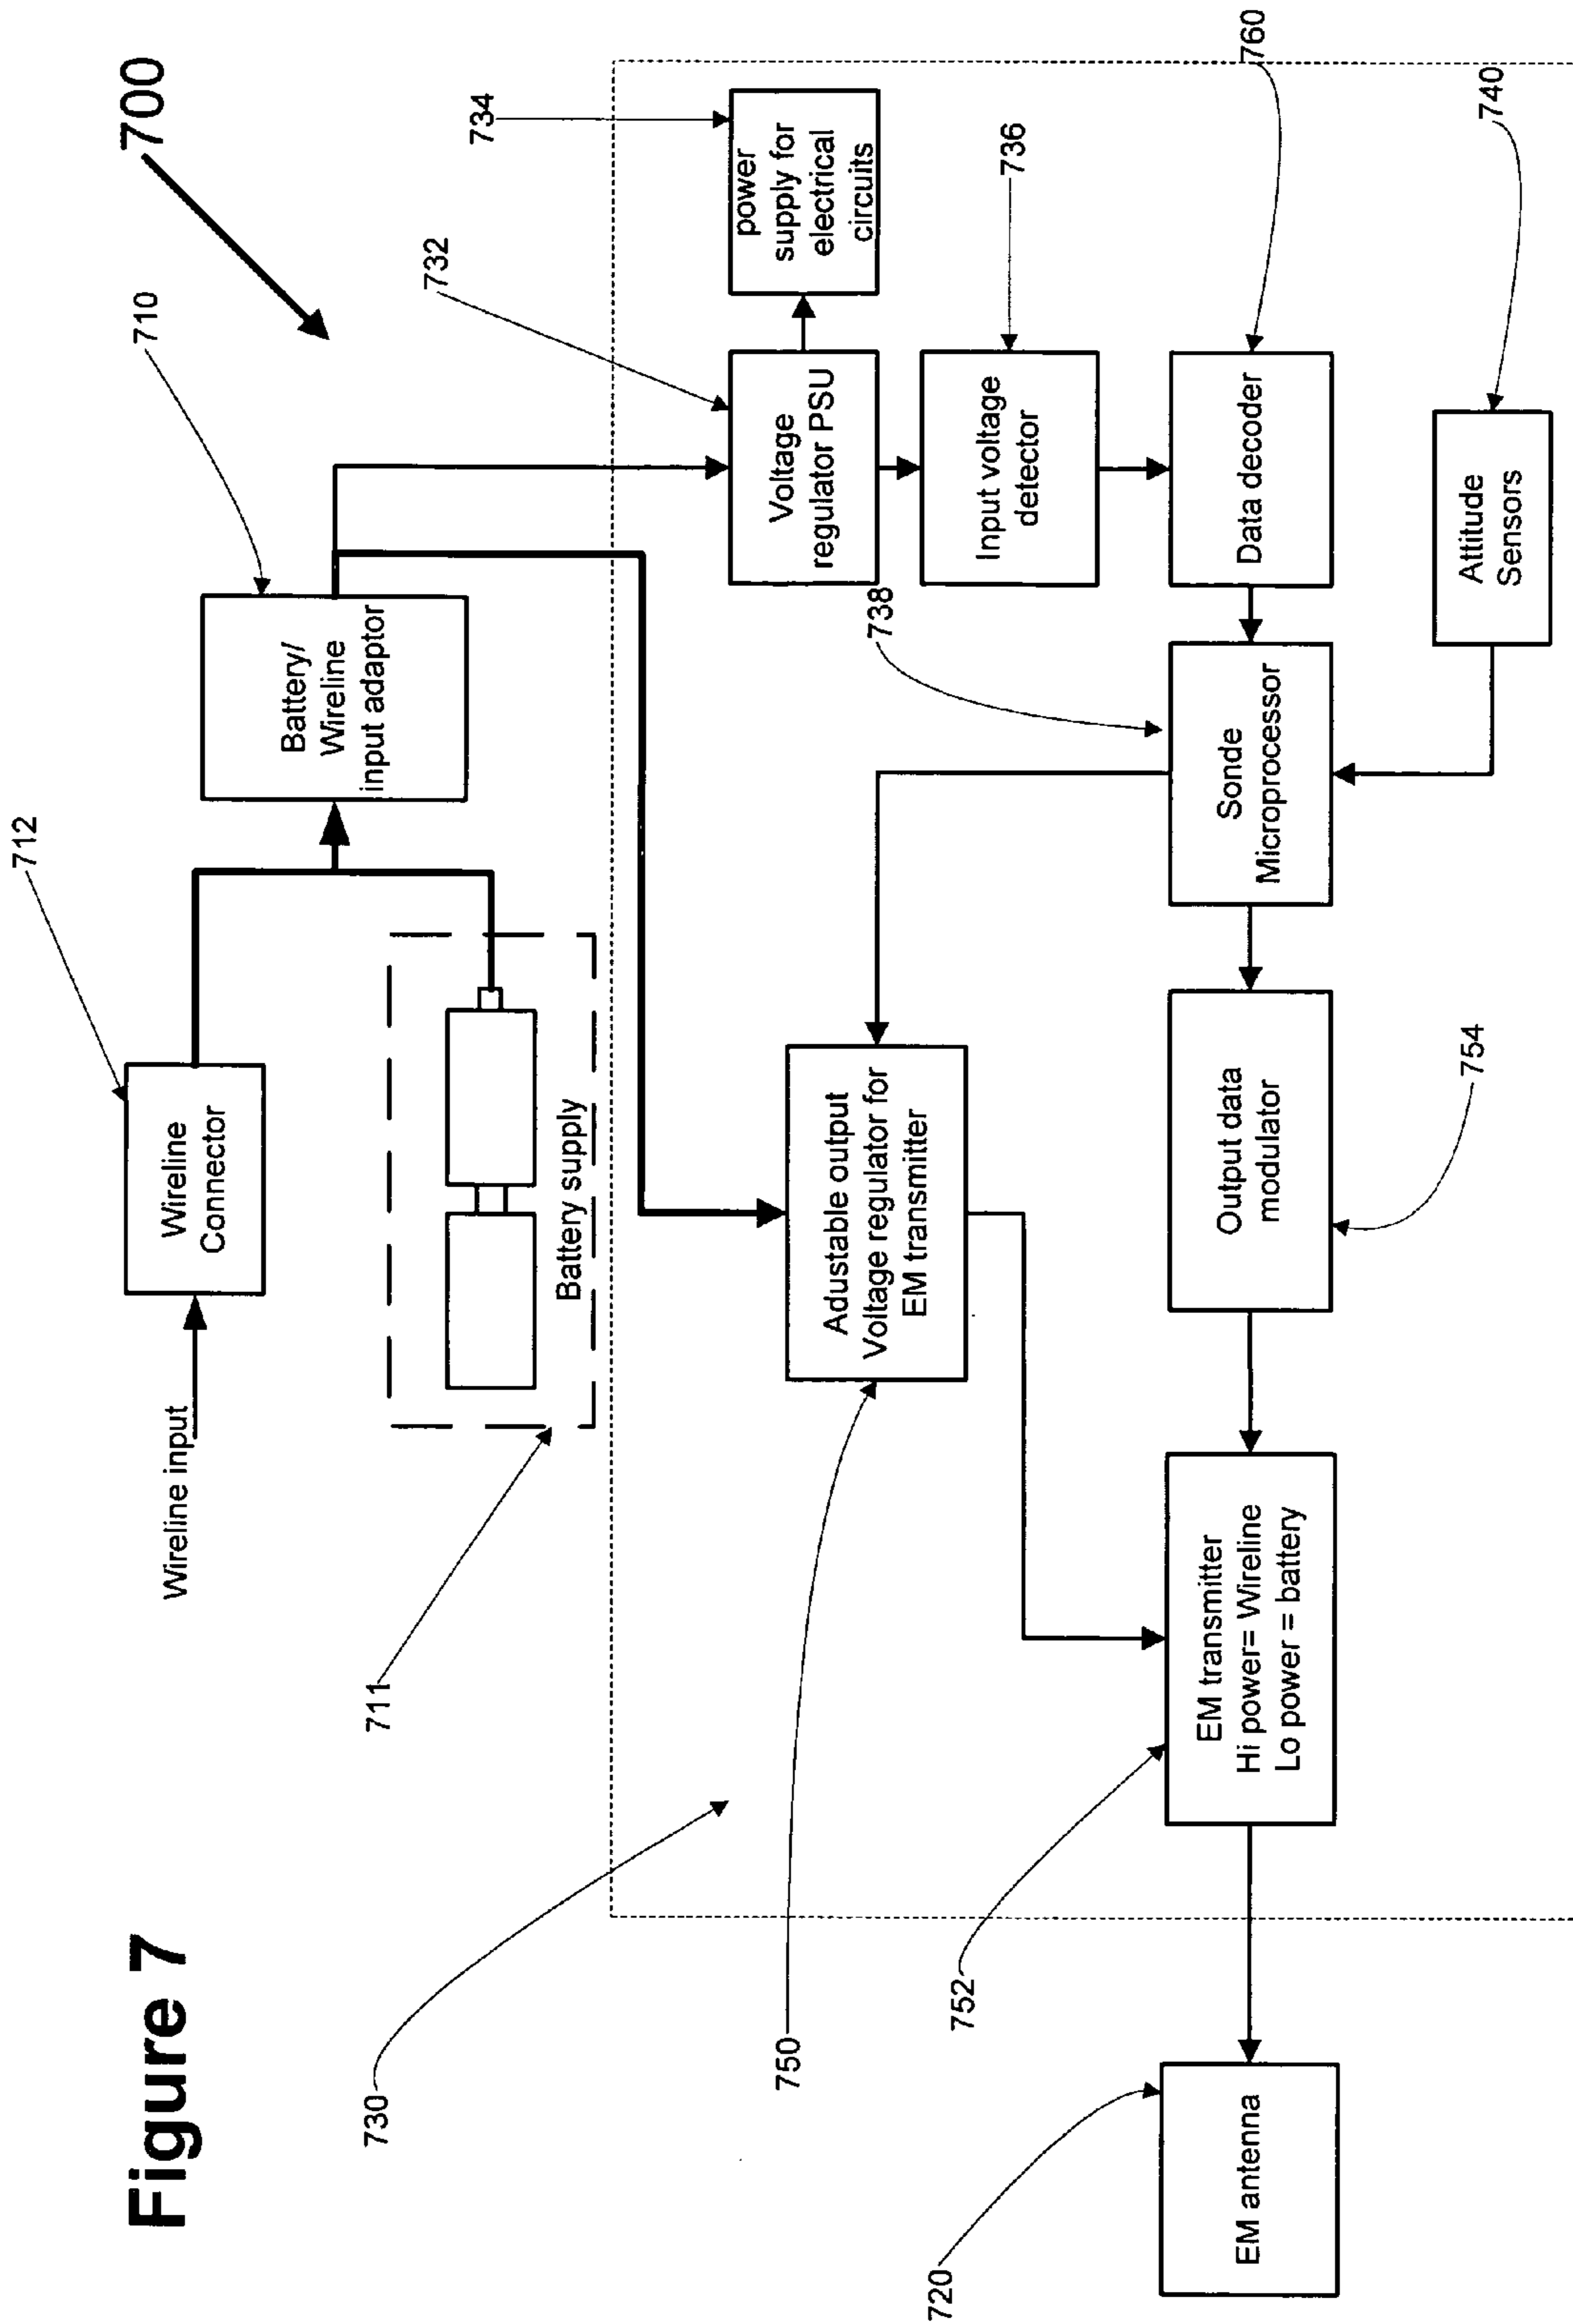 Figure 7
700
712
710
Wireline input
Wireline
Connector
Battery/
Wireline
input adaptor
711
Battery supply
730
732
734
Voltage
regulator PSU
power
supply for
electrical
circuits
750
Adustable output
Voltage regulator for
EM transmitter
738
Input voltage
detector
736
752
720
EM antenna
EM transmitter
Hi power= Wireline
Lo power = battery
Output data
modulator
Sonde
Microprocessor
Data decoder
760
754
Attitude
Sensors
740